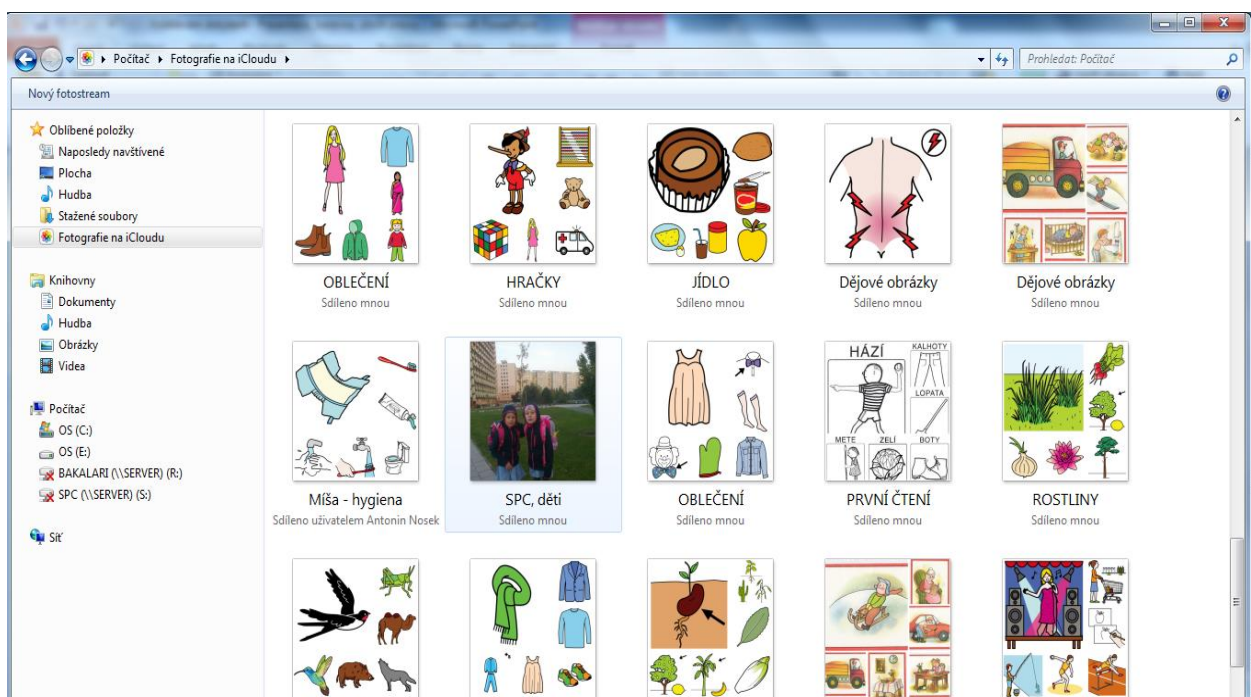 Počítač ▸ Fotografie na iCloudu
Prohledat: Počítač
Nový fotostream
Oblíbené položky
Naposledy navštívené
Plocha
Hudba
Stažené soubory
Fotografie na iCloudu
Knihovny
Dokumenty
Hudba
Obrázky
Videa
Počítač
OS (C:)
OS (E:)
BAKALARI (\\SERVER) (R:)
SPC (\\SERVER) (S:)
Síť
OBLEČENÍ
Sdíleno mnou
HRAČKY
Sdíleno mnou
JÍDLO
Sdíleno mnou
Dějové obrázky
Sdíleno mnou
Dějové obrázky
Sdíleno mnou
Míša - hygiena
Sdíleno uživatelem Antonin Nosek
SPC, děti
Sdíleno mnou
OBLEČENÍ
Sdíleno mnou
HÁZÍ
KALHOTY
LOPATA
METE
ZELÍ
BOTY
PRVNÍ ČTENÍ
Sdíleno mnou
ROSTLINY
Sdíleno mnou